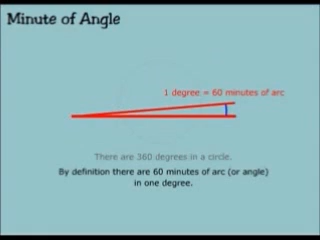 Minute of Angle
1 degree = 60 minutes of arc
There are 360 degrees in a circle.
By definition there are 60 minutes of arc (or angle)
in one degree.